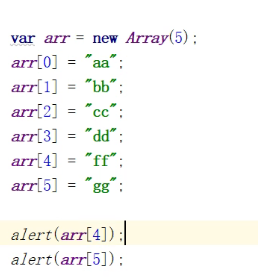 var arr = new Array(5);
arr[0] = "aa";
arr[1] = "bb";
arr[2] = "cc";
arr[3] = "dd";
arr[4] = "ff";
arr[5] = "gg";
alert(arr[4]);
alert(arr[5]);